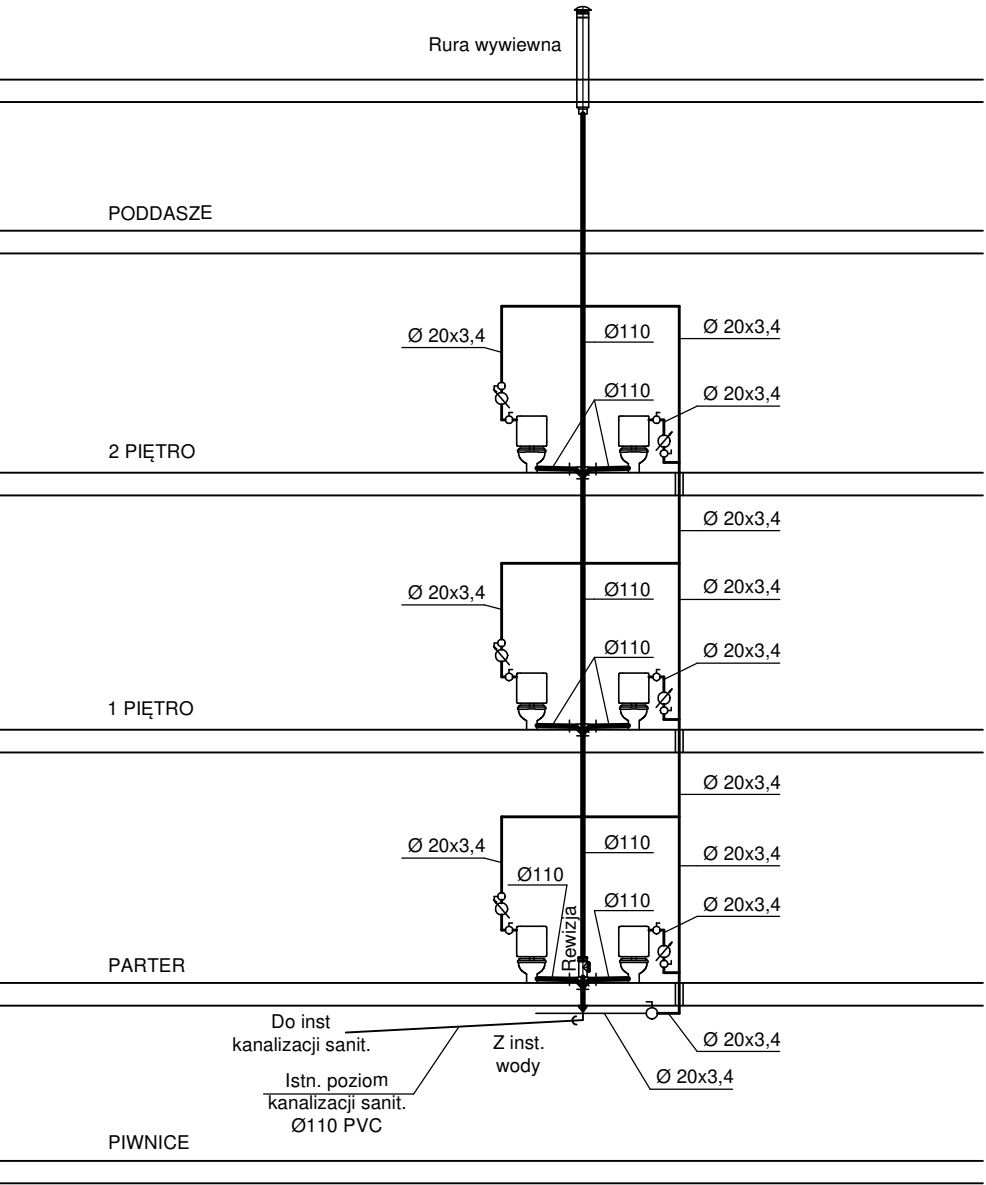 Rura wywiewna
PODDASZE
Ø 20x3,4
Ø110
Ø 20x3,4
Ø110
Ø 20x3,4
2 PIĘTRO
Ø 20x3,4
Ø 20x3,4
Ø110
Ø 20x3,4
Ø110
Ø 20x3,4
1 PIĘTRO
Ø 20x3,4
Ø 20x3,4
Ø110
Ø 20x3,4
Ø110
Ø110
Ø 20x3,4
Rewizja
PARTER
Do inst
kanalizacji sanit.
Z inst.
wody
Ø 20x3,4
Ø 20x3,4
Istn. poziom
kanalizacji sanit.
Ø110 PVC
PIWNICE